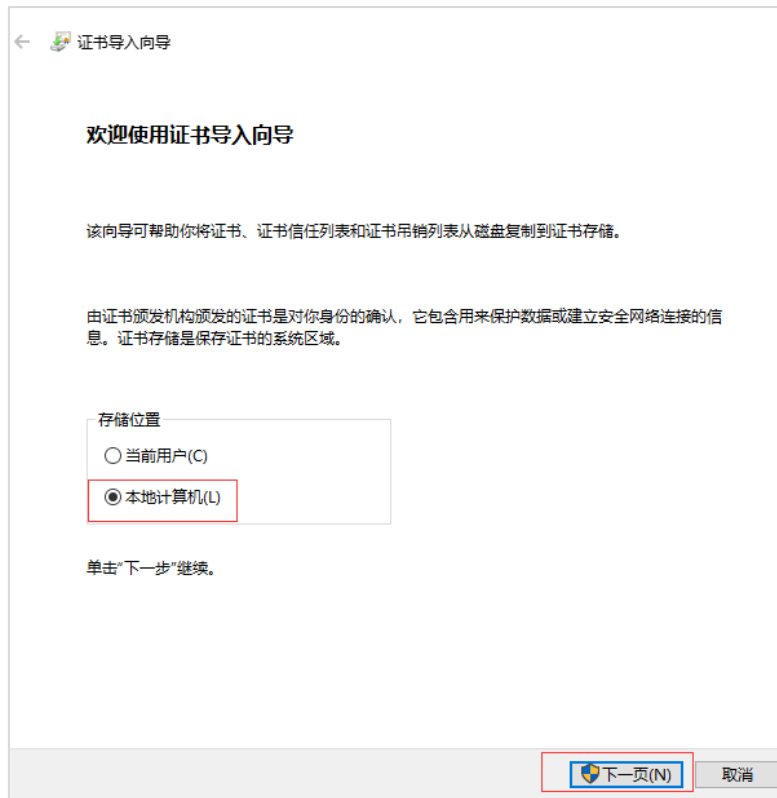 证书导入向导
欢迎使用证书导入向导
该向导可帮助你将证书、证书信任列表和证书吊销列表从磁盘复制到证书存储。
由证书颁发机构颁发的证书是对你身份的确认，它包含用来保护数据或建立安全网络连接的信
息。证书存储是保存证书的系统区域。
存储位置
当前用户(C)
本地计算机(L)
单击“下一步”继续。
下一页(N)
取消